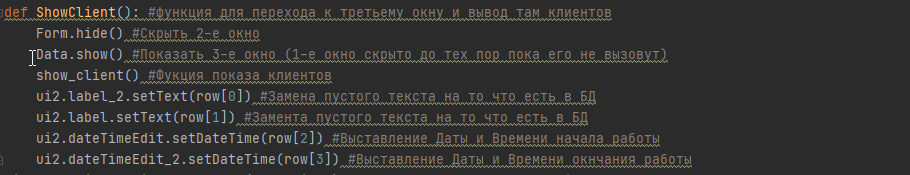 def ShowClient(): #функция для перехода к третьему окну и вывод там клиентов
Form.hide() #Скрыть 2-е окно
Data.show() #Показать 3-е окно (1-е окно скрыто до тех пор пока его не вызовут)
show_client() #Фукция показа клиентов
ui2.label_2.setText(row[0]) #Замена пустого текста на то что есть в БД
ui2.label.setText(row[1]) #Замента пустого текста на то что есть в БД
ui2.dateTimeEdit.setDateTime(row[2]) #Выставление Даты и Времени начала работы
ui2.dateTimeEdit_2.setDateTime(row[3]) #Выставление Даты и Времени окнчания работы